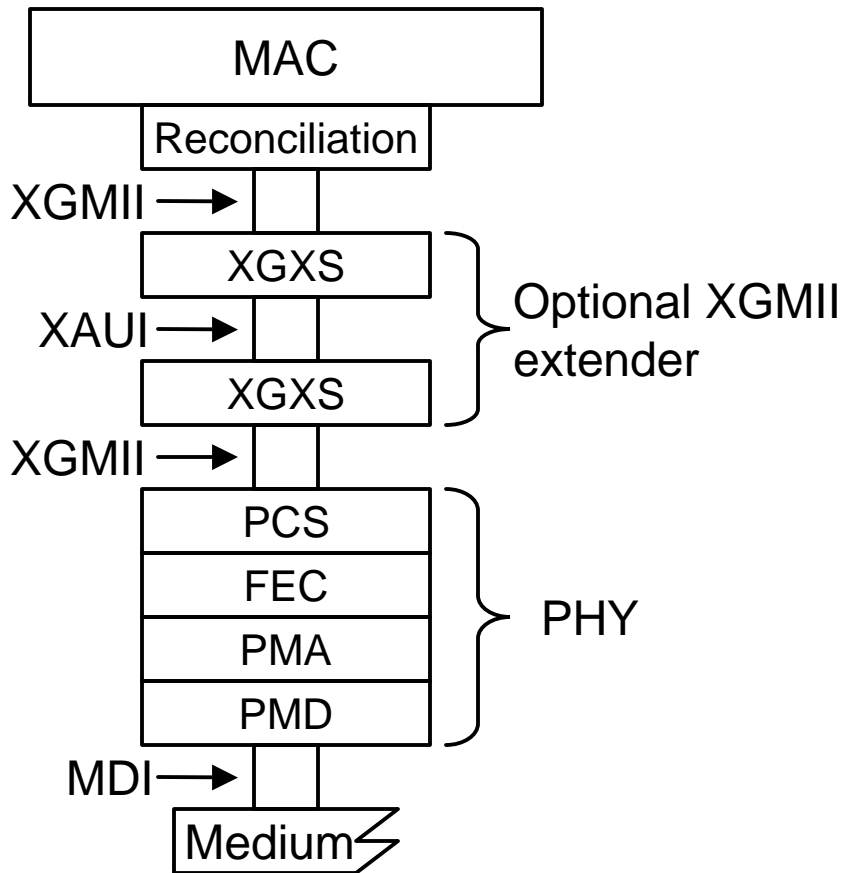 MAC
Reconciliation
XGMII
XGXS
XAUI
XGXS
Optional XGMII
extender
XGMII
PCS
FEC
PMA
PMD
PHY
MDI
Medium